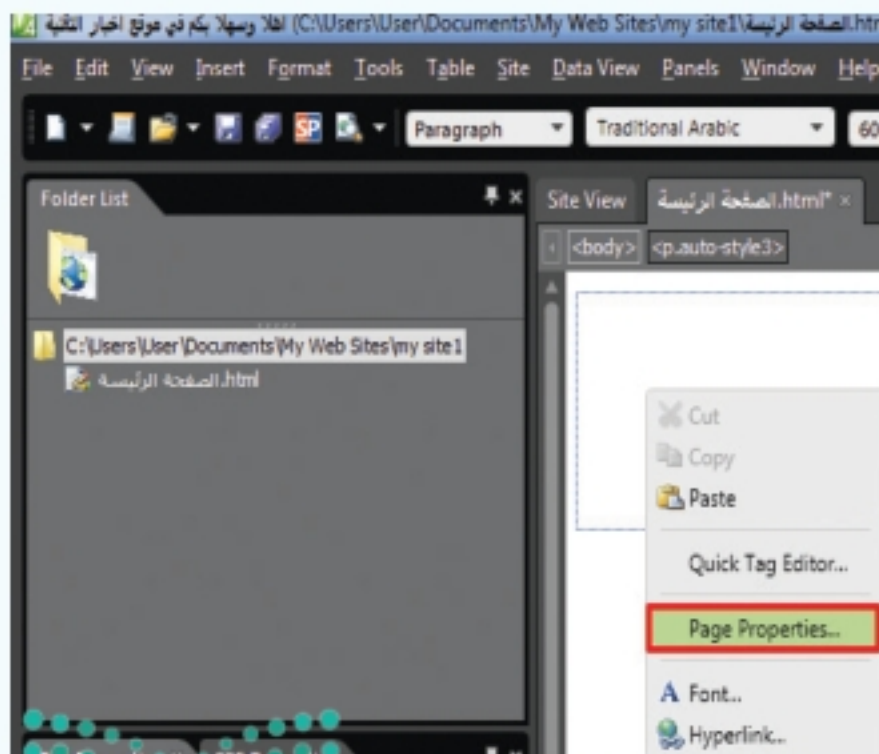 اهلا وسهلا بكم في موقع اخبار التقنية (C:\Users\User\Documents\My Web Sites\my site1\الصفحة الرئيسة.htm
File Edit View Insert Format Tools Table Site Data View Panels Window Help
Paragraph Traditional Arabic 60
Folder List
Site View الصفحة الرئيسة.html*
<body> <p.auto-style3>
C:\Users\User\Documents\My Web Sites\my site1
الصفحة الرئيسة.html
Cut
Copy
Paste
Quick Tag Editor...
Page Properties...
Font...
Hyperlink...